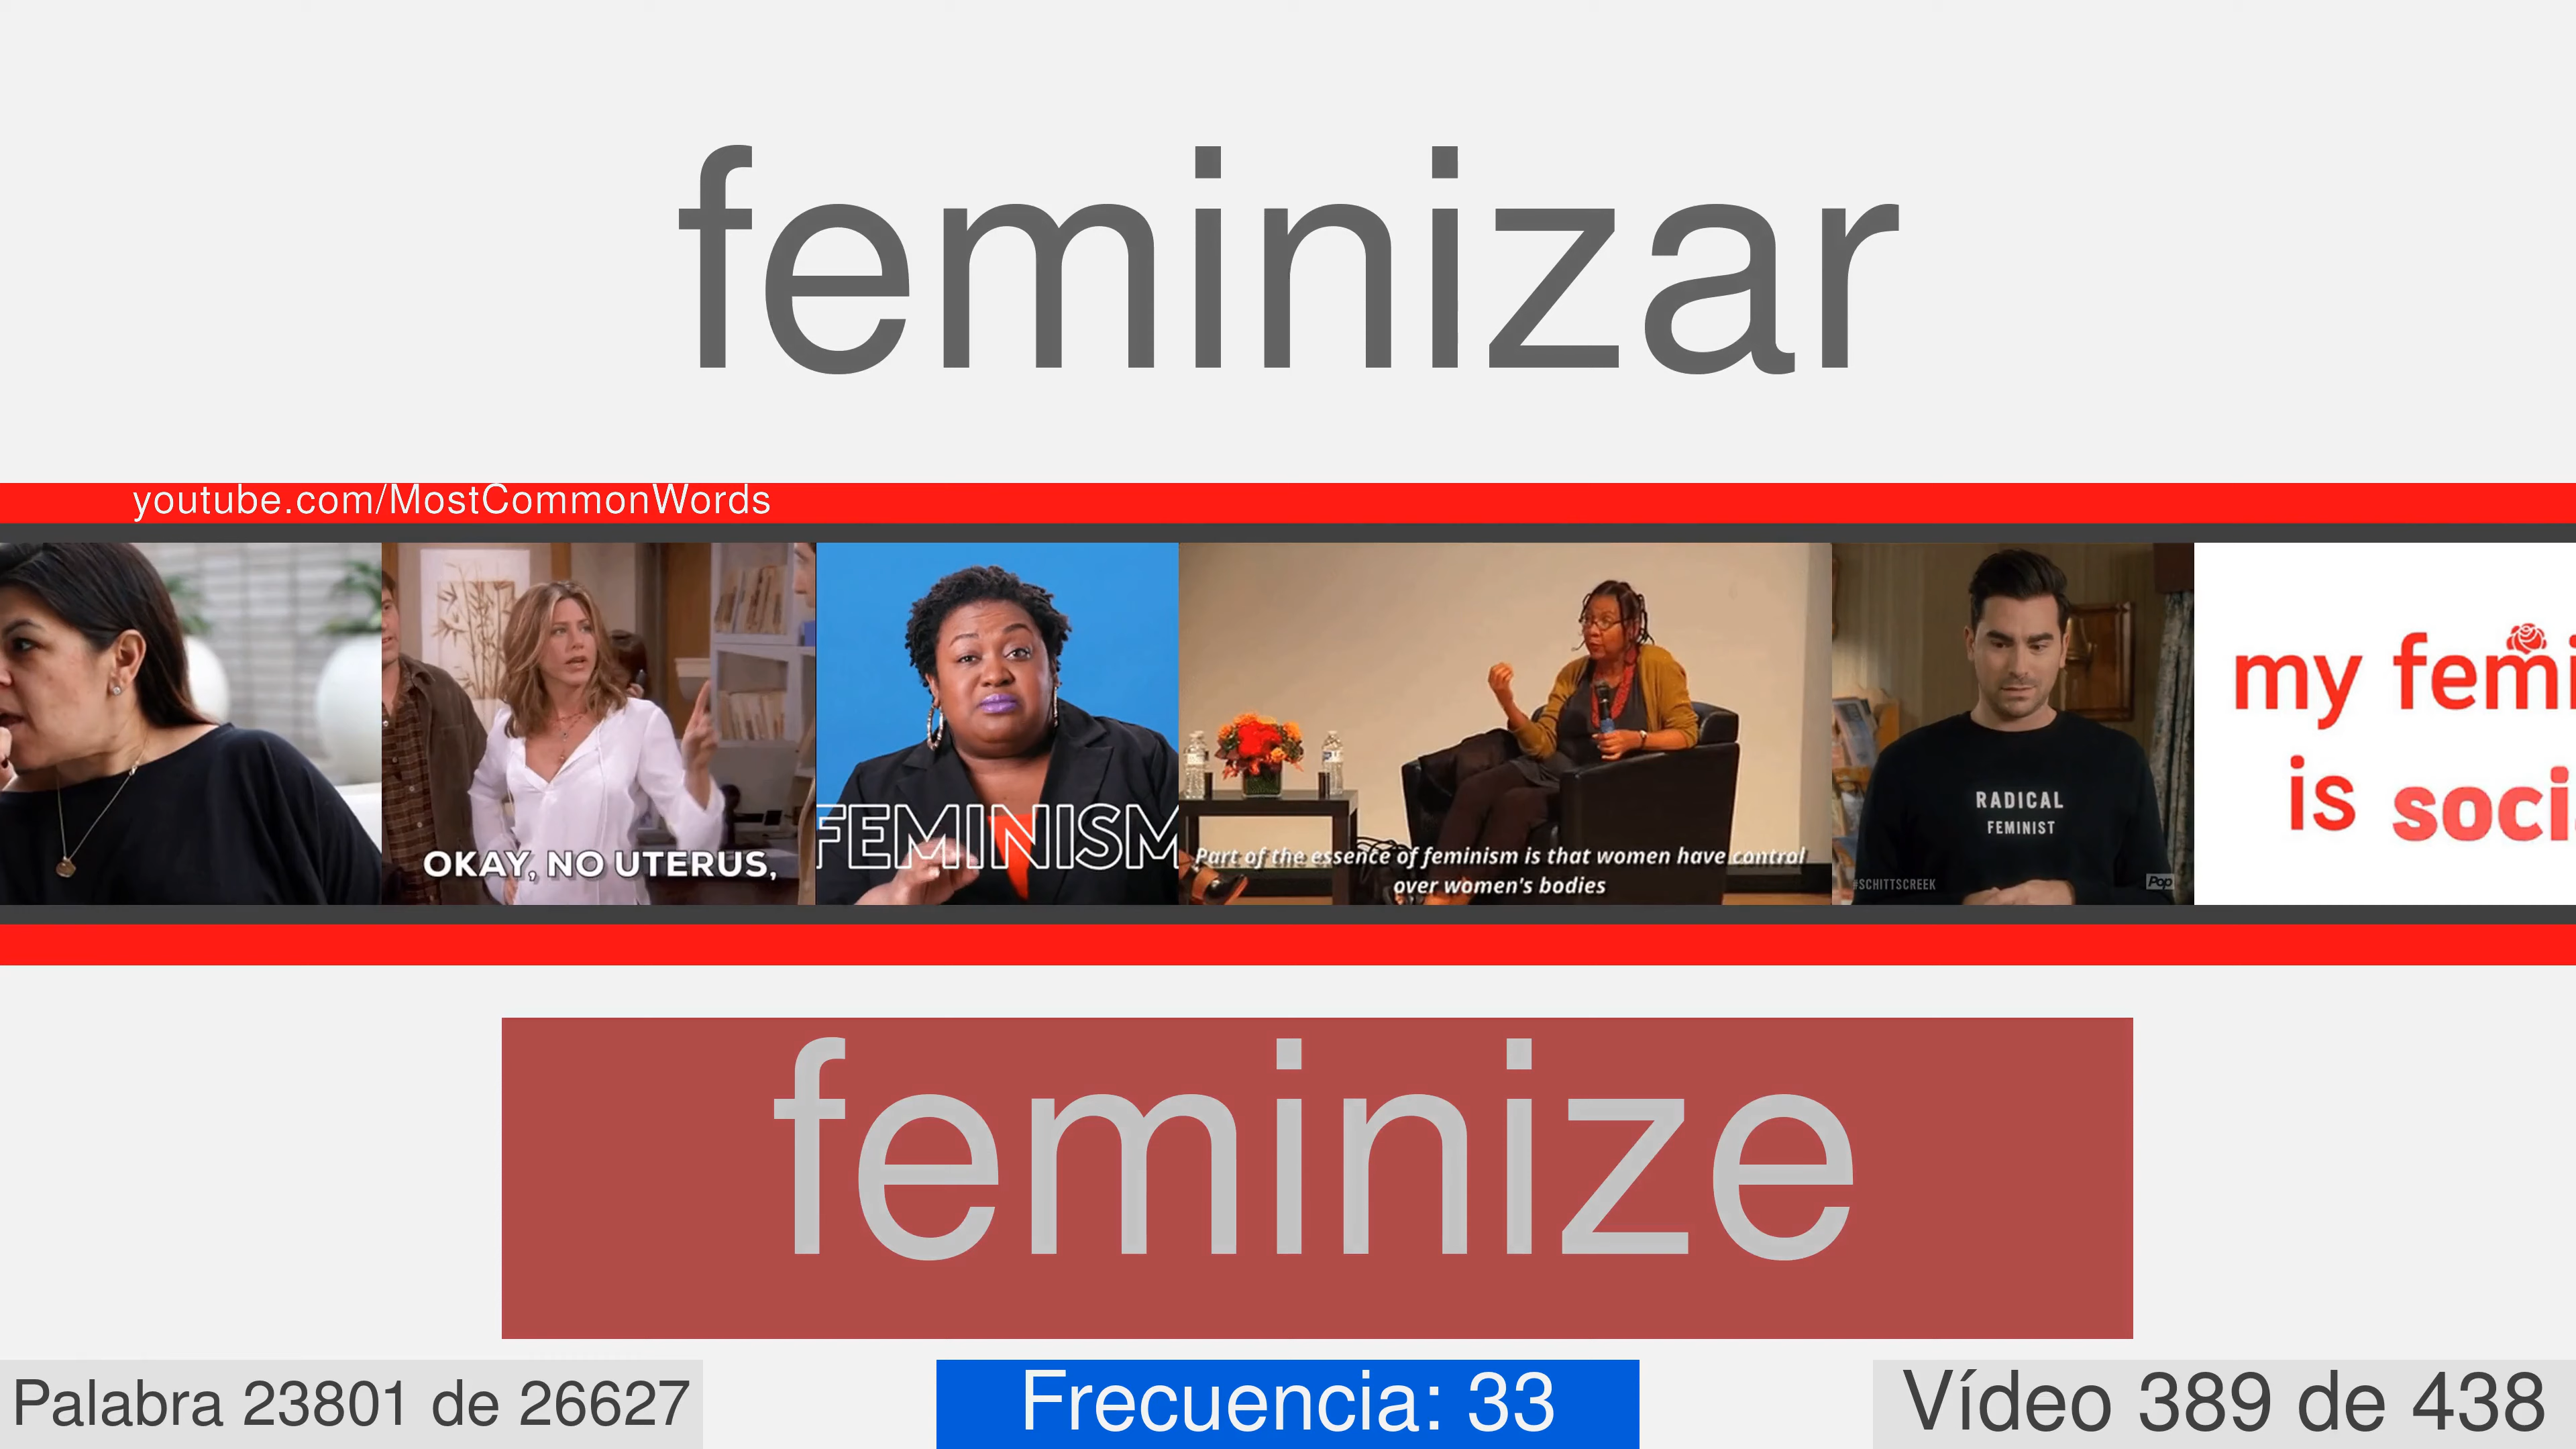 feminizar
youtube.com/MostCommonWords
OKAY, NO UTERUS,
FEMINISM
Part of the essence of feminism is that women have control
over women's bodies
RADICAL
FEMINIST
#SCHITTSCREEK
Pop
my femi
is soci
feminize
Palabra 23801 de 26627
Frecuencia: 33
Vídeo 389 de 438